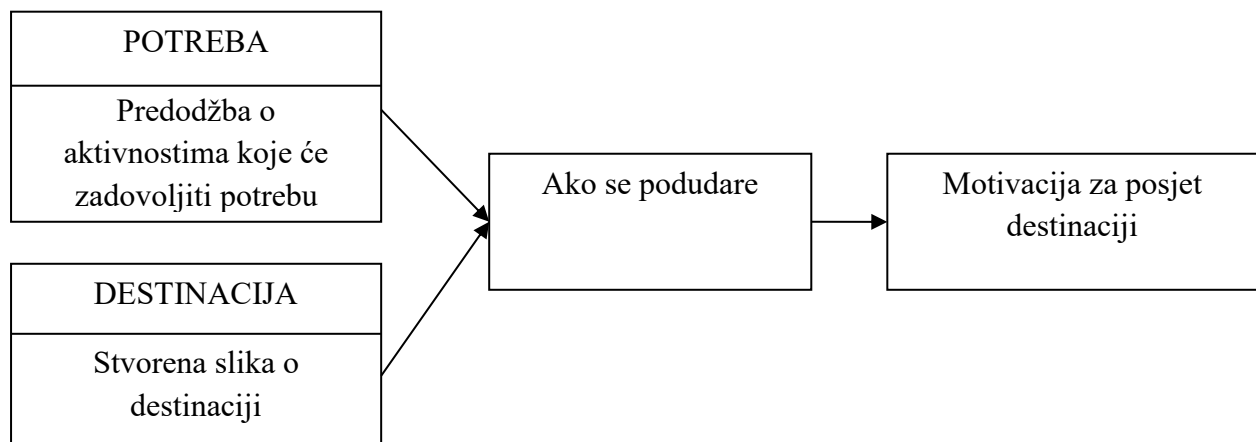 POTREBA
Predodžba o
aktivnostima koje će
zadovoljiti potrebu
DESTINACIJA
Stvorena slika o
destinaciji
Ako se podudare
Motivacija za posjet
destinaciji